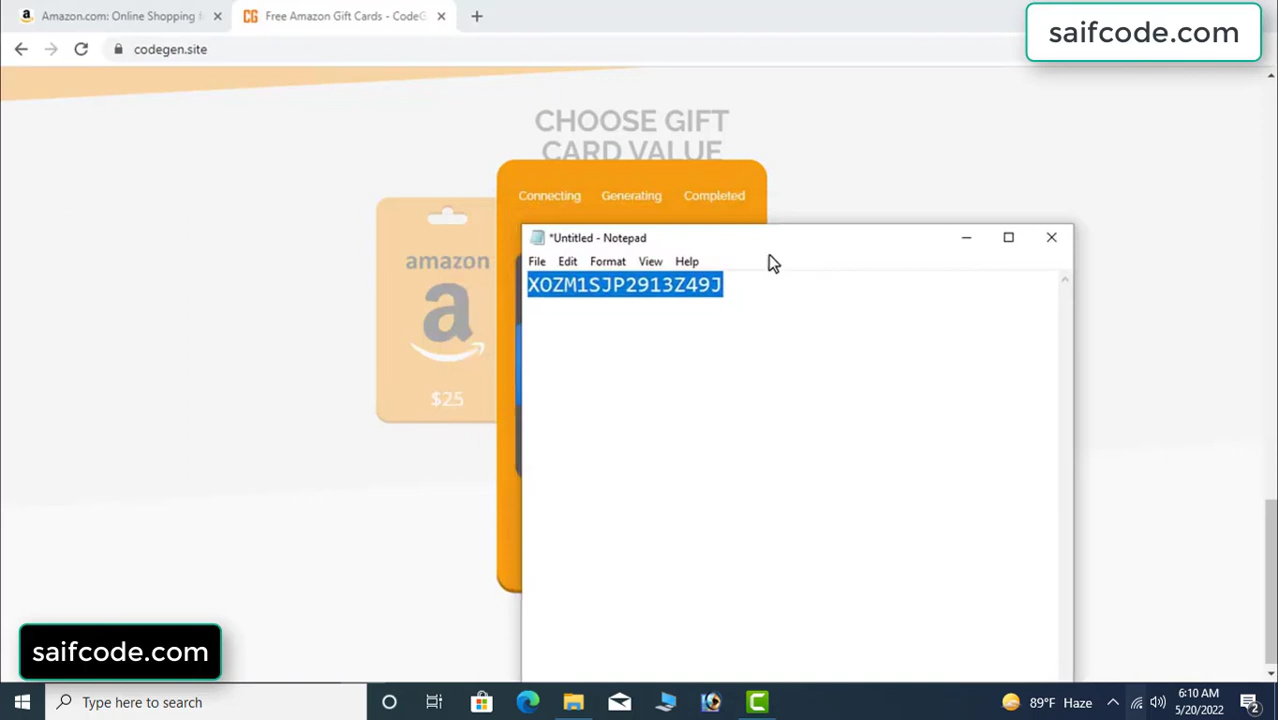 Amazon.com: Online Shopping f
Free Amazon Gift Cards - CodeG
saifcode.com
codegen.site
CHOOSE GIFT
CARD VALUE
Connecting Generating Completed
*Untitled - Notepad
File Edit Format View Help
XOZM1SJP2913Z49J
amazon
a
$25
saifcode.com
Type here to search
89°F Haze
6:10 AM
5/20/2022
2